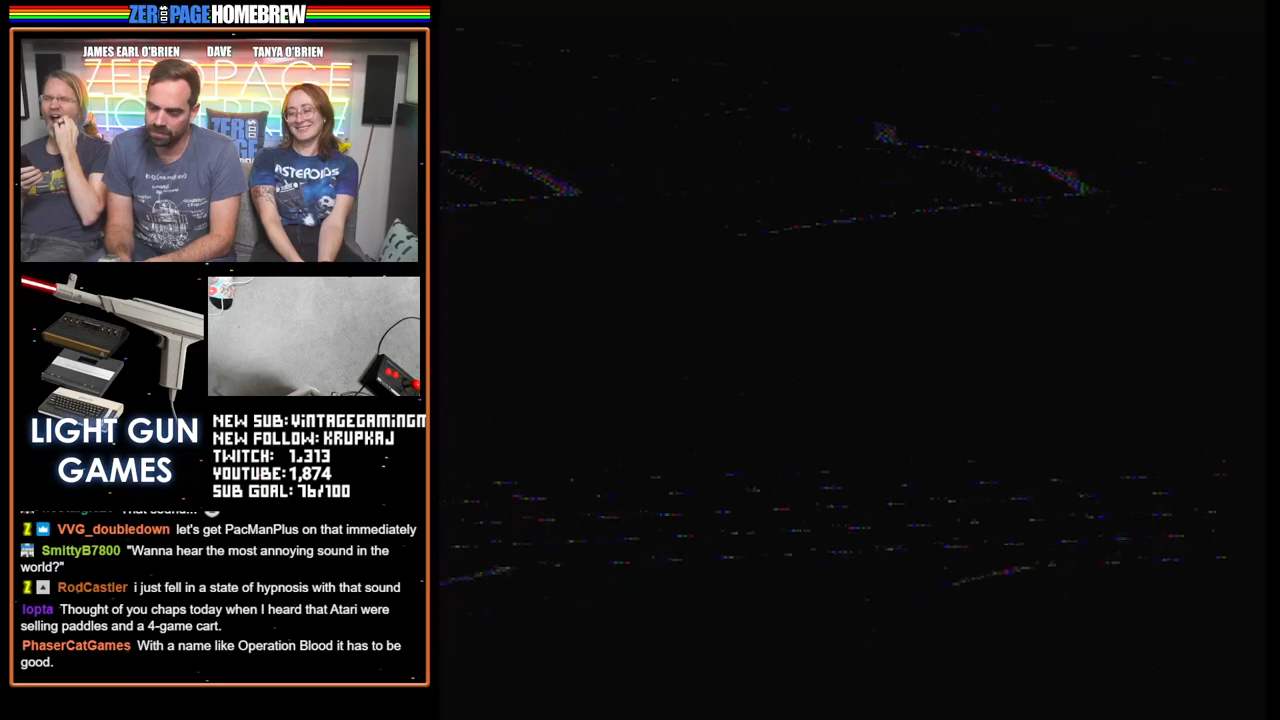 ZEROPAGE HOMEBREW
JAMES EARL O'BRIEN DAVE TANYA O'BRIEN
ZEROPAGE
ASTEROIDS
LIGHT GUN
GAMES
NEW SUB: VINTAGEGAMINGM
NEW FOLLOW: KRUPKAJ
TWITCH: 1,313
YOUTUBE: 1,874
SUB GOAL: 76/100
VVG_doubledown let's get PacManPlus on that immediately
SmittyB7800 "Wanna hear the most annoying sound in the
world?"
RodCastler i just fell in a state of hypnosis with that sound
Iopta Thought of you chaps today when I heard that Atari were
selling paddles and a 4-game cart.
PhaserCatGames With a name like Operation Blood it has to be
good.